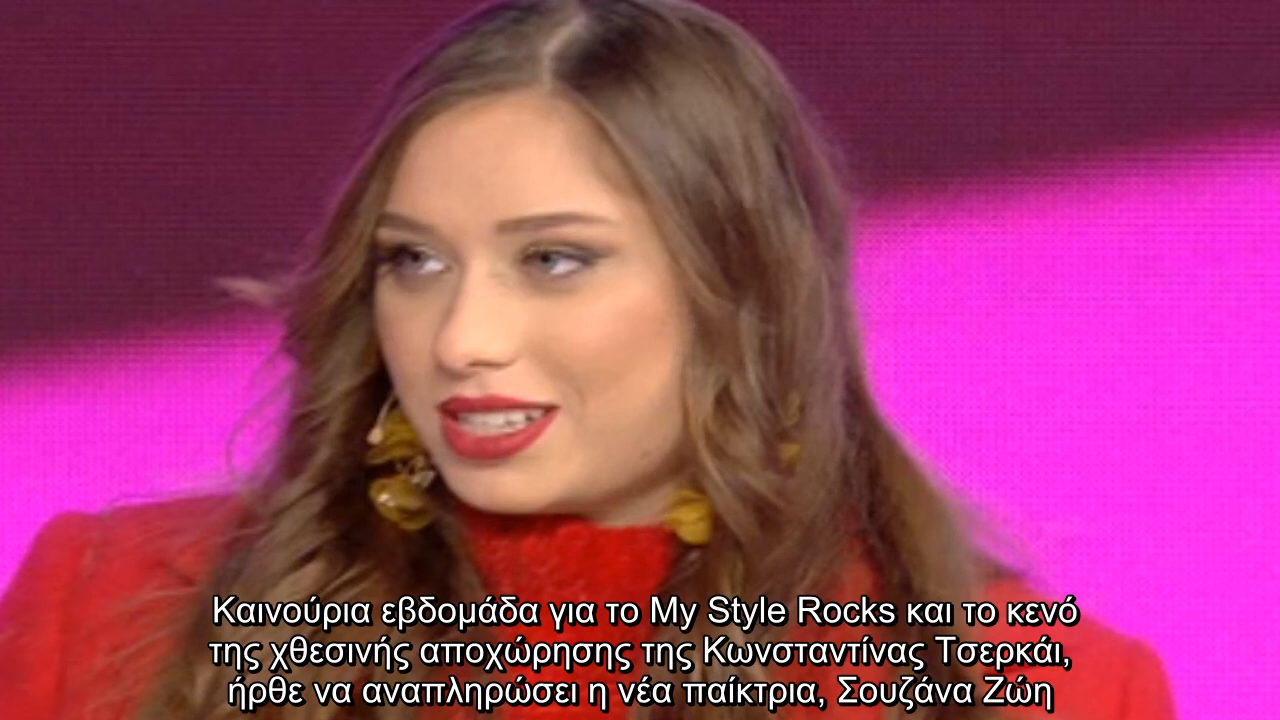 Καινούρια εβδομάδα για το My Style Rocks και το κενό
της χθεσινής αποχώρησης της Κωνσταντίνας Τσερκάι,
ήρθε να αναπληρώσει η νέα παίκτρια, Σουζάνα Ζώη